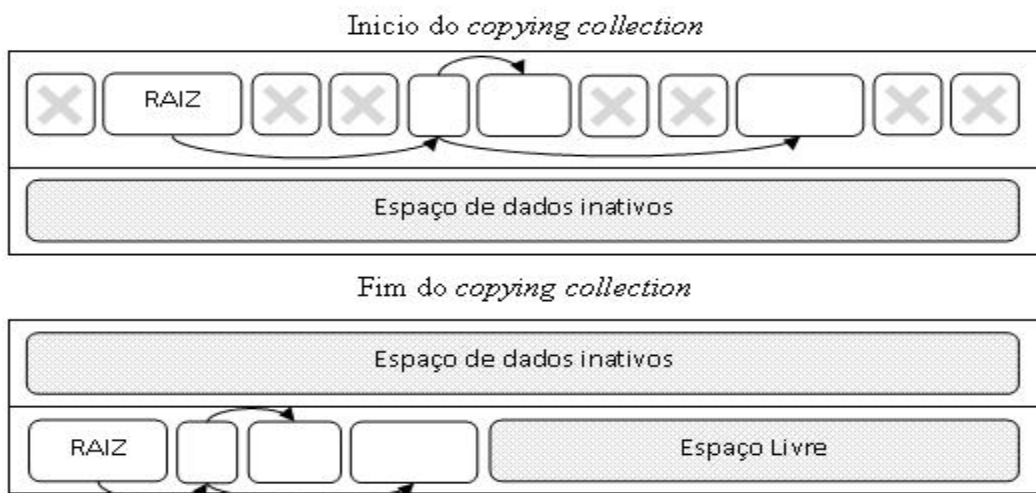 Inicio do copying collection
RAIZ
Espaço de dados inativos
Fim do copying collection
Espaço de dados inativos
RAIZ
Espaço Livre